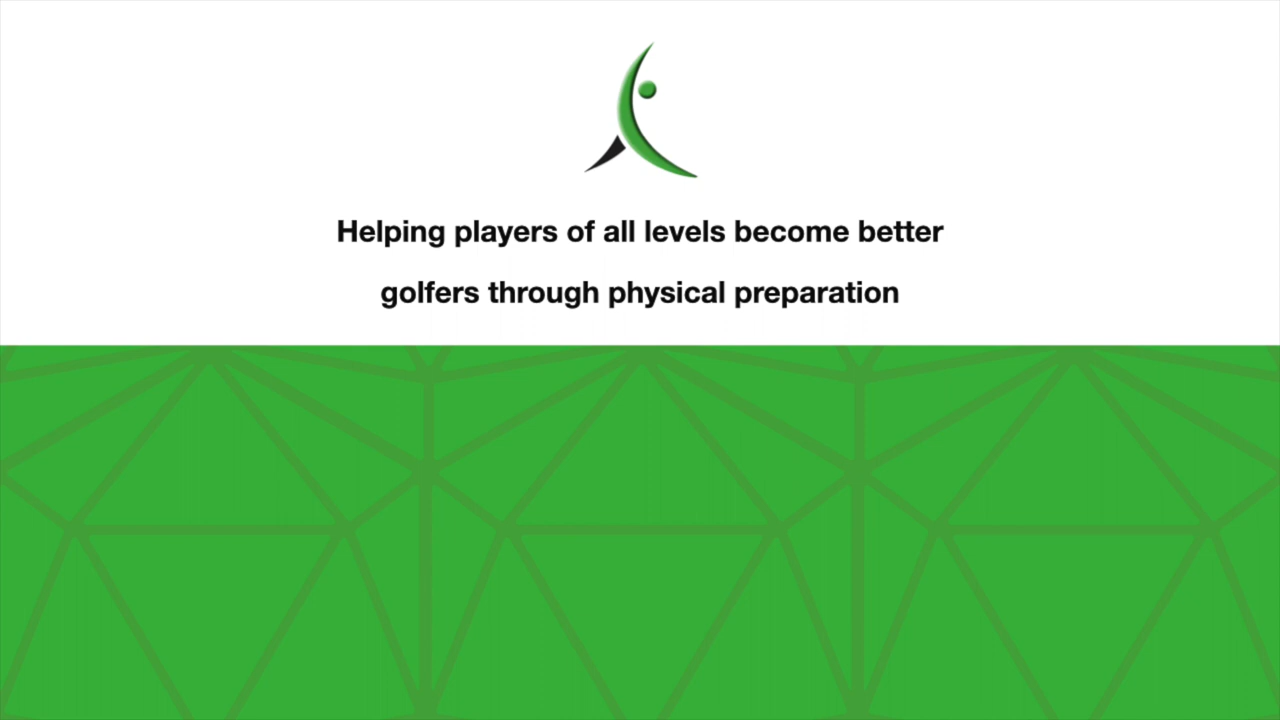 Helping players of all levels become better
golfers through physical preparation